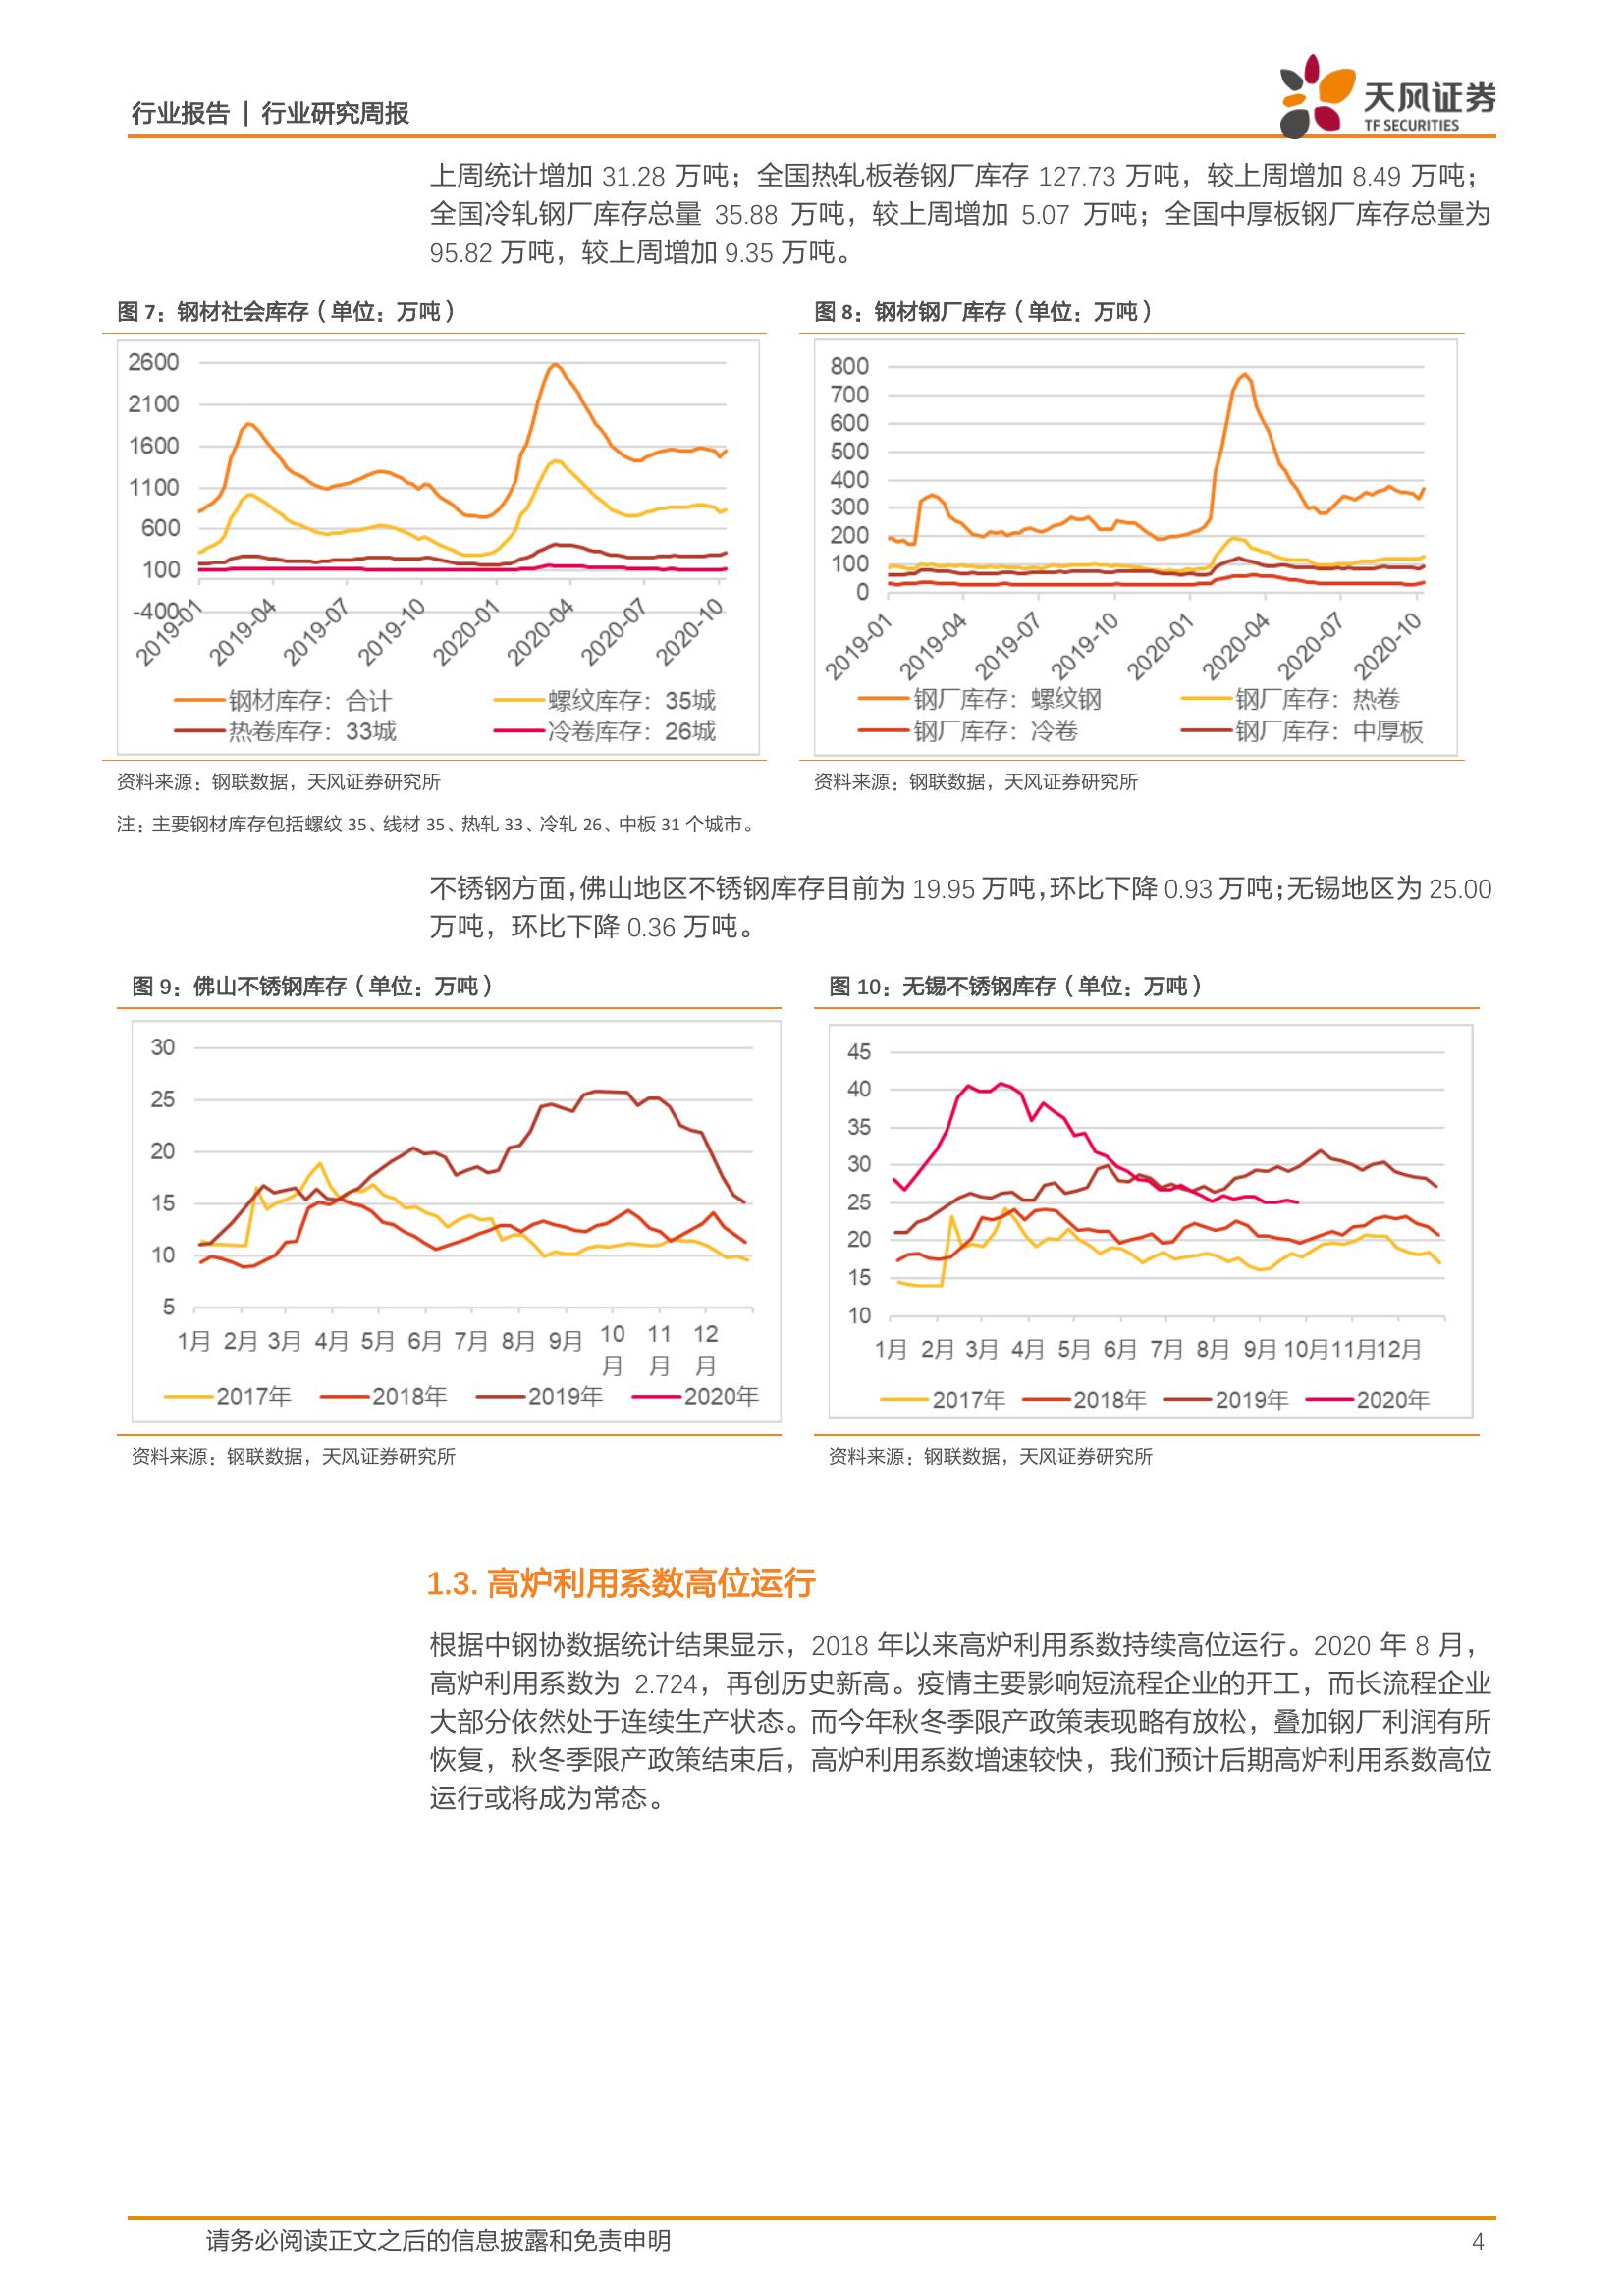 行业报告 | 行业研究周报
天风证券
TF SECURITIES
上周统计增加 31.28 万吨；全国热轧板卷钢厂库存 127.73 万吨，较上周增加 8.49 万吨；
全国冷轧钢厂库存总量 35.88 万吨，较上周增加 5.07 万吨；全国中厚板钢厂库存总量为
95.82 万吨，较上周增加 9.35 万吨。
图 7：钢材社会库存（单位：万吨）
2600
2100
1600
1100
600
100
-400
2019-01
2019-04
2019-07
2019-10
2020-01
2020-04
2020-07
2020-10
钢材库存：合计
螺纹库存：35城
热卷库存：33城
冷卷库存：26城
资料来源：钢联数据，天风证券研究所
注：主要钢材库存包括螺纹 35、线材 35、热轧 33、冷轧 26、中板 31 个城市。
图 8：钢材钢厂库存（单位：万吨）
800
700
600
500
400
300
200
100
0
2019-01
2019-04
2019-07
2019-10
2020-01
2020-04
2020-07
2020-10
钢厂库存：螺纹钢
钢厂库存：热卷
钢厂库存：冷卷
钢厂库存：中厚板
资料来源：钢联数据，天风证券研究所
不锈钢方面，佛山地区不锈钢库存目前为 19.95 万吨，环比下降 0.93 万吨；无锡地区为 25.00
万吨，环比下降 0.36 万吨。
图 9：佛山不锈钢库存（单位：万吨）
30
25
20
15
10
5
1月 2月 3月 4月 5月 6月 7月 8月 9月 10月 11月 12月
2017年 2018年 2019年 2020年
资料来源：钢联数据，天风证券研究所
图 10：无锡不锈钢库存（单位：万吨）
45
40
35
30
25
20
15
10
1月 2月 3月 4月 5月 6月 7月 8月 9月 10月11月12月
2017年 2018年 2019年 2020年
资料来源：钢联数据，天风证券研究所
1.3. 高炉利用系数高位运行
根据中钢协数据统计结果显示，2018 年以来高炉利用系数持续高位运行。2020 年 8 月，
高炉利用系数为 2.724，再创历史新高。疫情主要影响短流程企业的开工，而长流程企业
大部分依然处于连续生产状态。而今年秋冬季限产政策表现略有放松，叠加钢厂利润有所
恢复，秋冬季限产政策结束后，高炉利用系数增速较快，我们预计后期高炉利用系数高位
运行或将成为常态。
请务必阅读正文之后的信息披露和免责申明
4